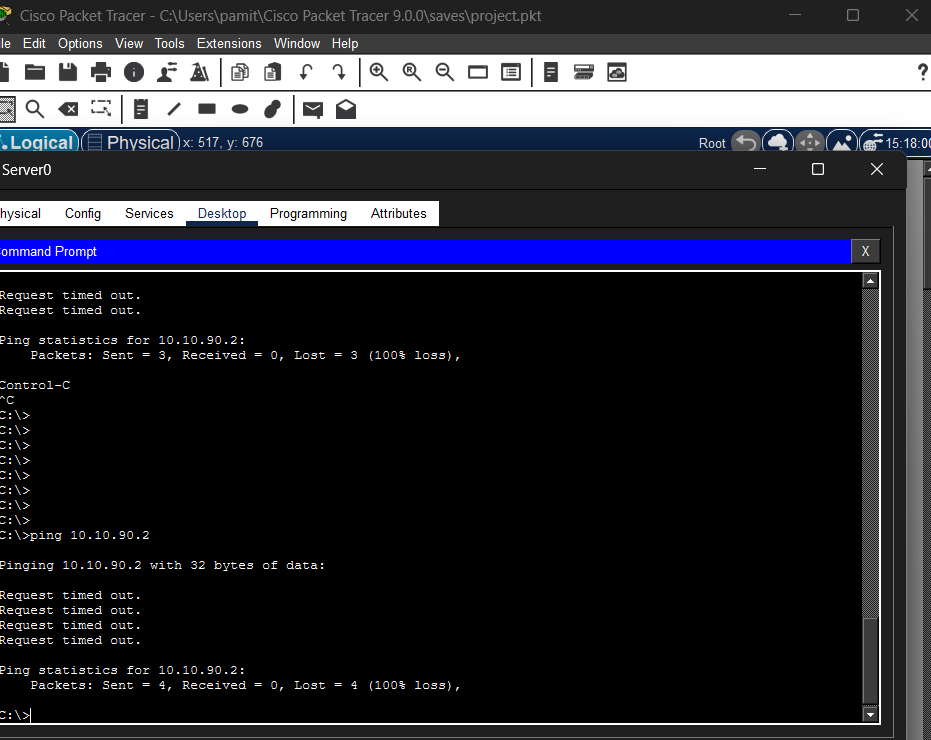 Cisco Packet Tracer - C:\Users\pamit\Cisco Packet Tracer 9.0.0\saves\project.pkt
le Edit Options View Tools Extensions Window Help
?
Logical Physical x: 517, y: 676 Root 15:18:00
Server0
hysical Config Services Desktop Programming Attributes
ommand Prompt X
Request timed out.
Request timed out.
Ping statistics for 10.10.90.2:
Packets: Sent = 3, Received = 0, Lost = 3 (100% loss),
Control-C
^C
C:\>
C:\>
C:\>
C:\>
C:\>
C:\>
C:\>
C:\>
C:\>ping 10.10.90.2
Pinging 10.10.90.2 with 32 bytes of data:
Request timed out.
Request timed out.
Request timed out.
Request timed out.
Ping statistics for 10.10.90.2:
Packets: Sent = 4, Received = 0, Lost = 4 (100% loss),
C:\>